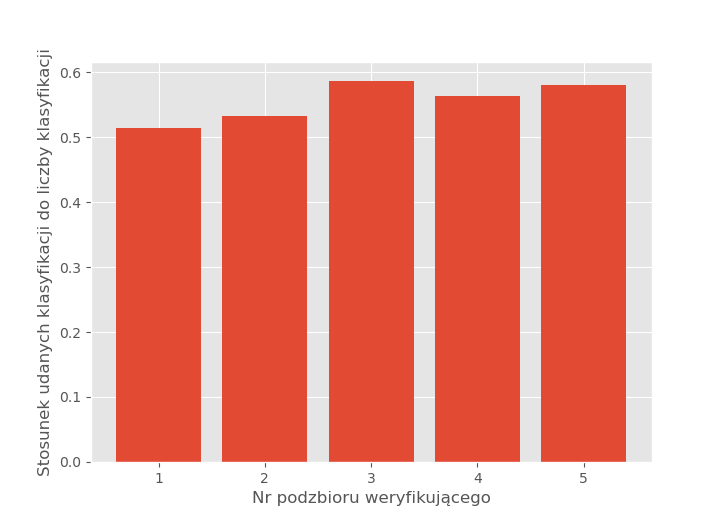 Stosunek udanych klasyfikacji do liczby klasyfikacji
0.6
0.5
0.4
0.3
0.2
0.1
0.0
1 2 3 4 5
Nr podzbioru weryfikującego